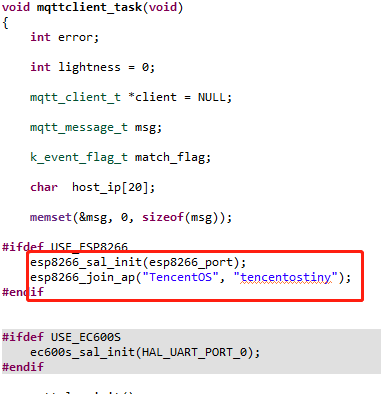 void mqttclient_task(void)
{
    int error;
    int lightness = 0;
    mqtt_client_t *client = NULL;
    mqtt_message_t msg;
    k_event_flag_t match_flag;
    char  host_ip[20];
    memset(&msg, 0, sizeof(msg));
#ifdef USE_ESP8266
    esp8266_sal_init(esp8266_port);
    esp8266_join_ap("TencentOS", "tencentostiny");
#endif
#ifdef USE_EC600S
    ec600s_sal_init(HAL_UART_PORT_0);
#endif